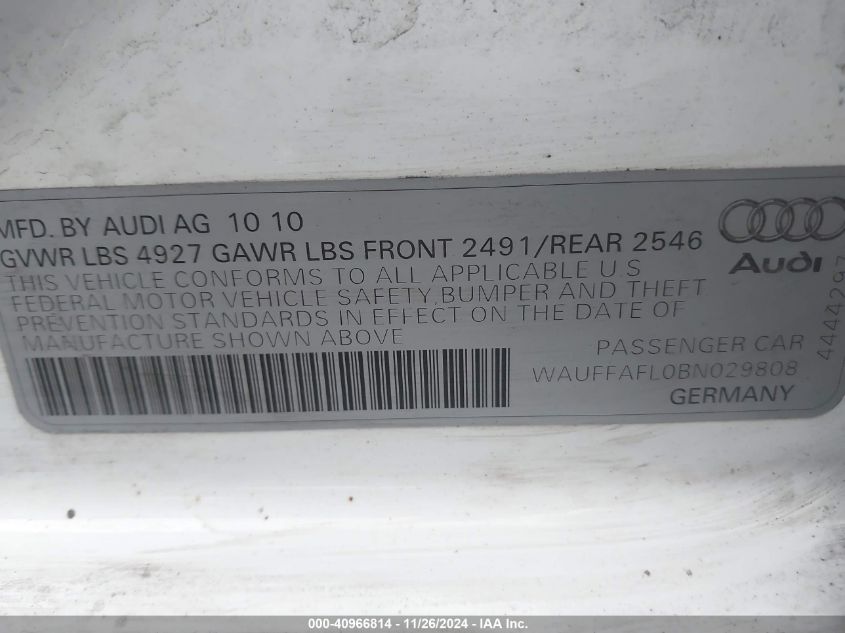 MFD. BY AUDI AG 10 10
GVWR LBS 4927 GAWR LBS FRONT 2491/REAR 2546
THIS VEHICLE CONFORMS TO ALL APPLICABLE U.S
FEDERAL MOTOR VEHICLE SAFETY, BUMPER AND THEFT
PREVENTION STANDARDS IN EFFECT ON THE DATE OF
MANUFACTURE SHOWN ABOVE
Audi
PASSENGER CAR
WAUFFAFL0BN029808
GERMANY
4444297
000-40966814 - 11/26/2024 - IAA Inc.